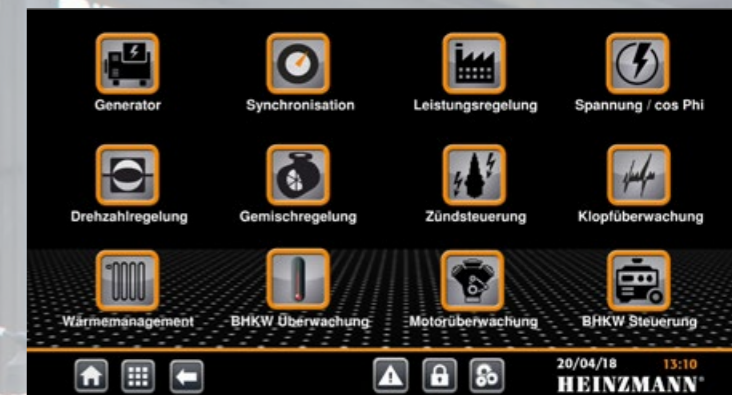 Generator
Synchronisation
Leistungsregelung
Spannung / cos Phi
Drehzahlregelung
Gemischregelung
Zündsteuerung
Klopfüberwachung
Wärmemanagement
BHKW Überwachung
Motorüberwachung
BHKW Steuerung
20/04/18 13:10
HEINZMANN®